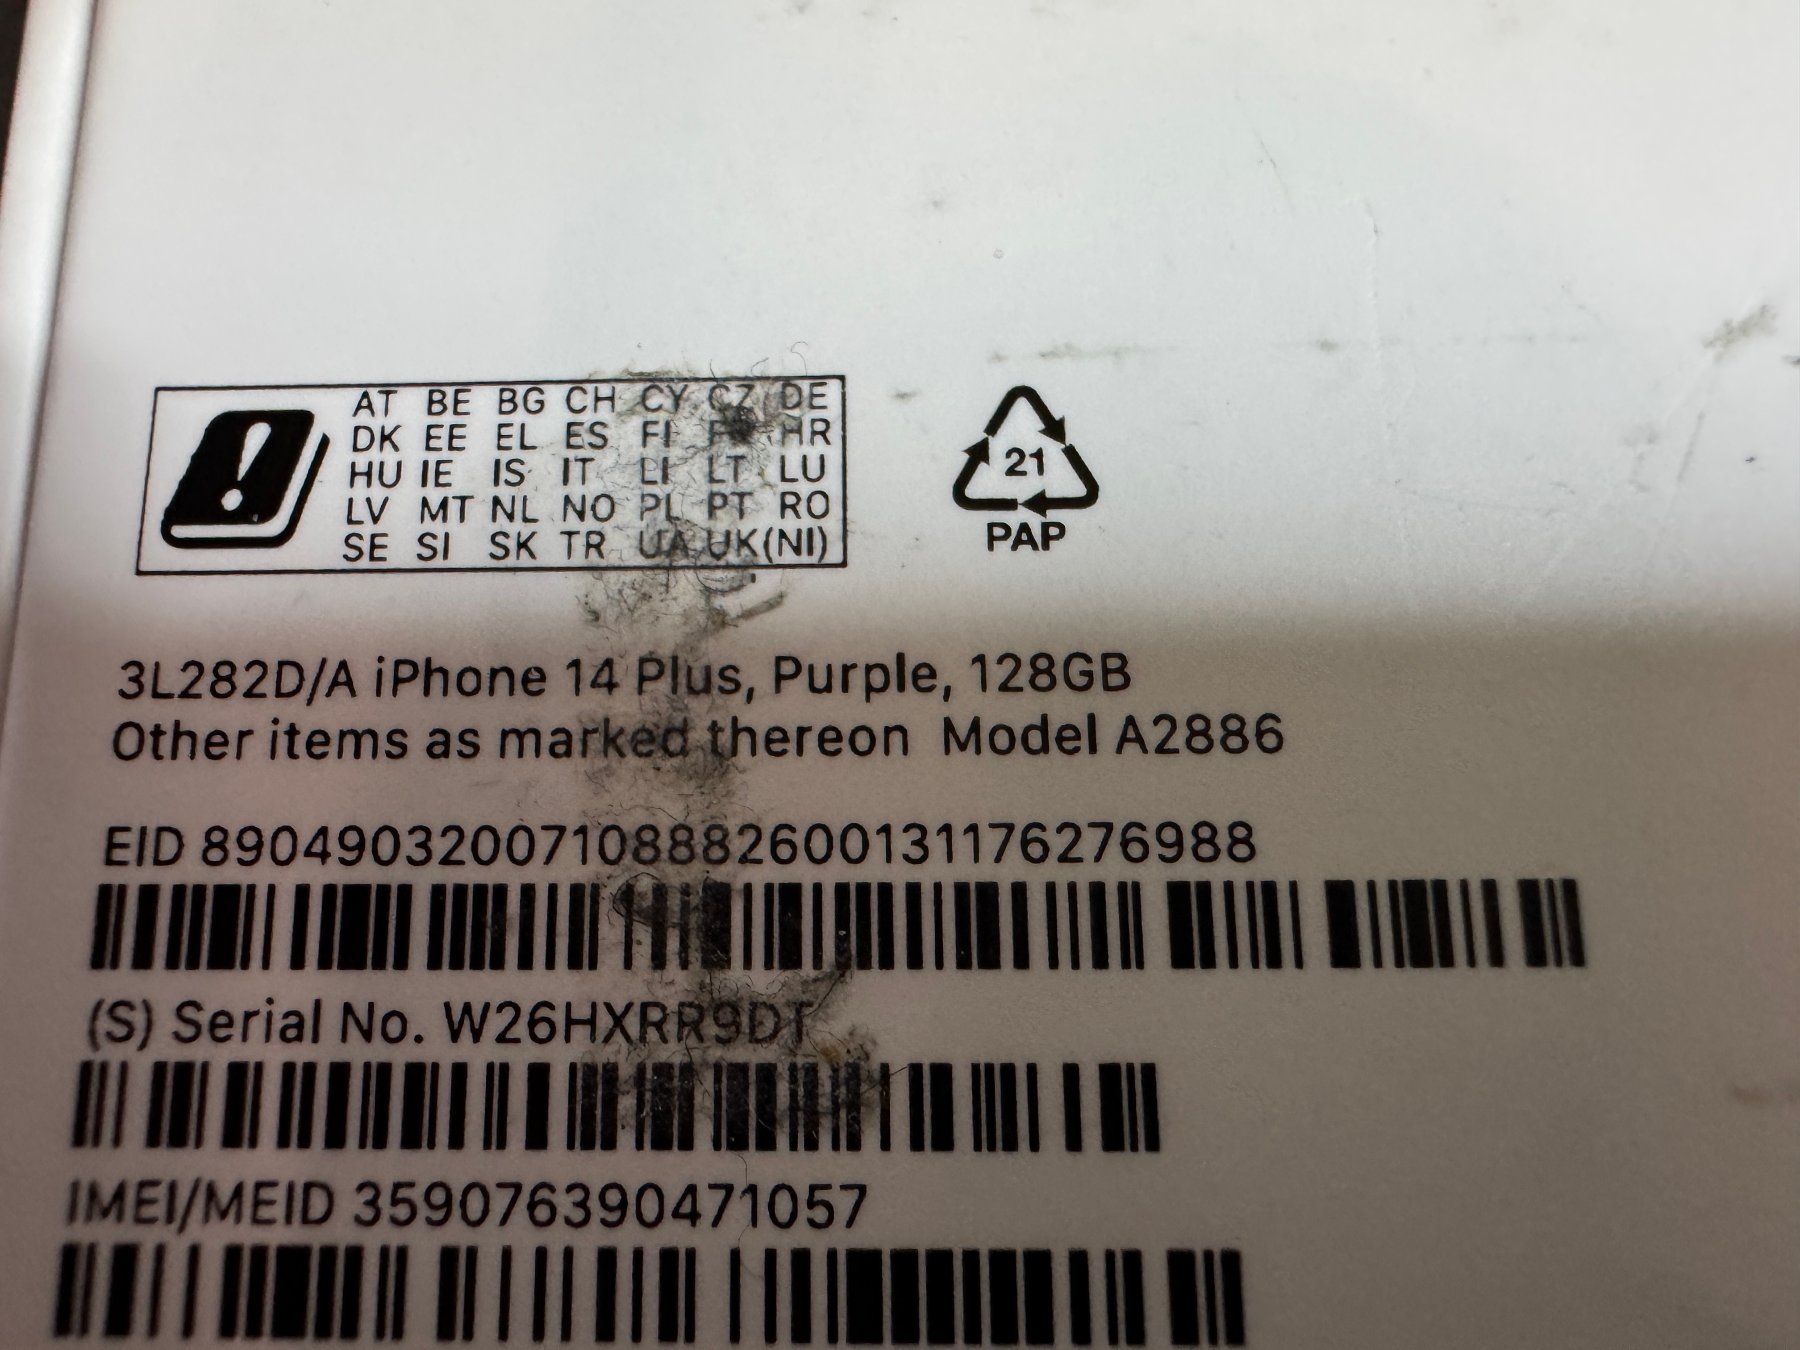 AT BE BG CH CY CZ DE
DK EE EL ES FI FR HR
HU IE IS IT LI LT LU
LV MT NL NO PL PT RO
SE SI SK TR UA UK(NI)
21
PAP
3L282D/A iPhone 14 Plus, Purple, 128GB
Other items as marked thereon Model A2886
EID 89049032007108882600131176276988
(S) Serial No. W26HXRR9DT
IMEI/MEID 359076390471057